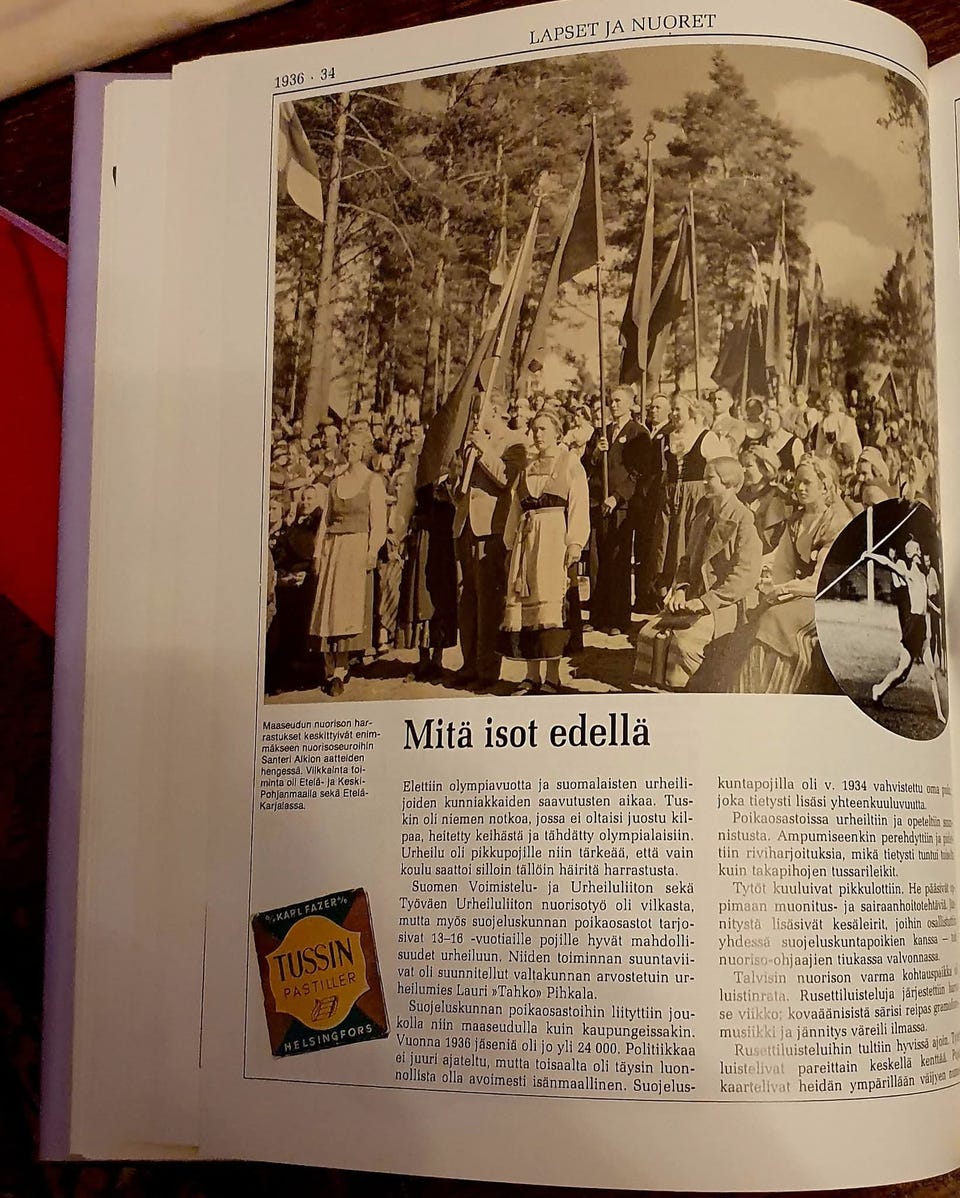 LAPSET JA NUORET
1936 · 34
Maaseudun nuorison har-
rastukset keskittyivät enim-
mäkseen nuorisoseuroihin
Santeri Alkion aatteiden
hengessä. Vilkkainta toi-
minta oli Etelä- ja Keski-
Pohjanmaalla sekä Etelä-
Karjalassa.
KARL FAZER
TUSSIN
PASTILLER
HELSINGFORS
Mitä isot edellä
Elettiin olympiavuotta ja suomalaisten urheili-
joiden kunniakkaiden saavutusten aikaa. Tus-
kin oli niemen notkoa, jossa ei oltaisi juostu kil-
paa, heitetty keihästä ja tähdätty olympialaisiin.
Urheilu oli pikkupojille niin tärkeää, että vain
koulu saattoi silloin tällöin häiritä harrastusta.
Suomen Voimistelu- ja Urheiluliiton sekä
Työväen Urheiluliiton nuorisotyö oli vilkasta,
mutta myös suojeluskunnan poikaosastot tarjo-
sivat 13–16 -vuotiaille pojille hyvät mahdolli-
suudet urheiluun. Niiden toiminnan suuntavii-
vat oli suunnitellut valtakunnan arvostetuin ur-
heilumies Lauri »Tahko» Pihkala.
Suojeluskunnan poikaosastoihin liityttiin jou-
kolla niin maaseudulla kuin kaupungeissakin.
Vuonna 1936 jäseniä oli jo yli 24 000. Politiikkaa
ei juuri ajateltu, mutta toisaalta oli täysin luon-
nollista olla avoimesti isänmaallinen. Suojelus-
kuntapojilla oli v. 1934 vahvistettu oma
joka tietysti lisäsi yhteenkuuluvuutta.
Poikaosastoissa urheiltiin ja opeteltiin
nistusta. Ampumiseenkin perehdyttiin ja
tiin riviharjoituksia, mikä tietysti tuntui
kuin takapihojen tussarileikit.
Tytöt kuuluivat pikkulottiin. He pääsivät
pimaan muonitus- ja sairaanhoitotehtäviä.
nitystä lisäsivät kesäleirit, joihin osallistuttiin
yhdessä suojeluskuntapoikien kanssa –
nuoriso-ohjaajien tiukassa valvonnassa.
Talvisin nuorison varma kohtauspaikka
luistinrata. Rusettiluisteluja järjestettiin
se viikko; kovaäänisistä särisi reipas
musiikki ja jännitys väreili ilmassa.
Rusettiluisteluihin tultiin hyvissä ajoin.
luistelivat pareittain keskellä kenttää.
kaartelivat heidän ympärillään väijyen